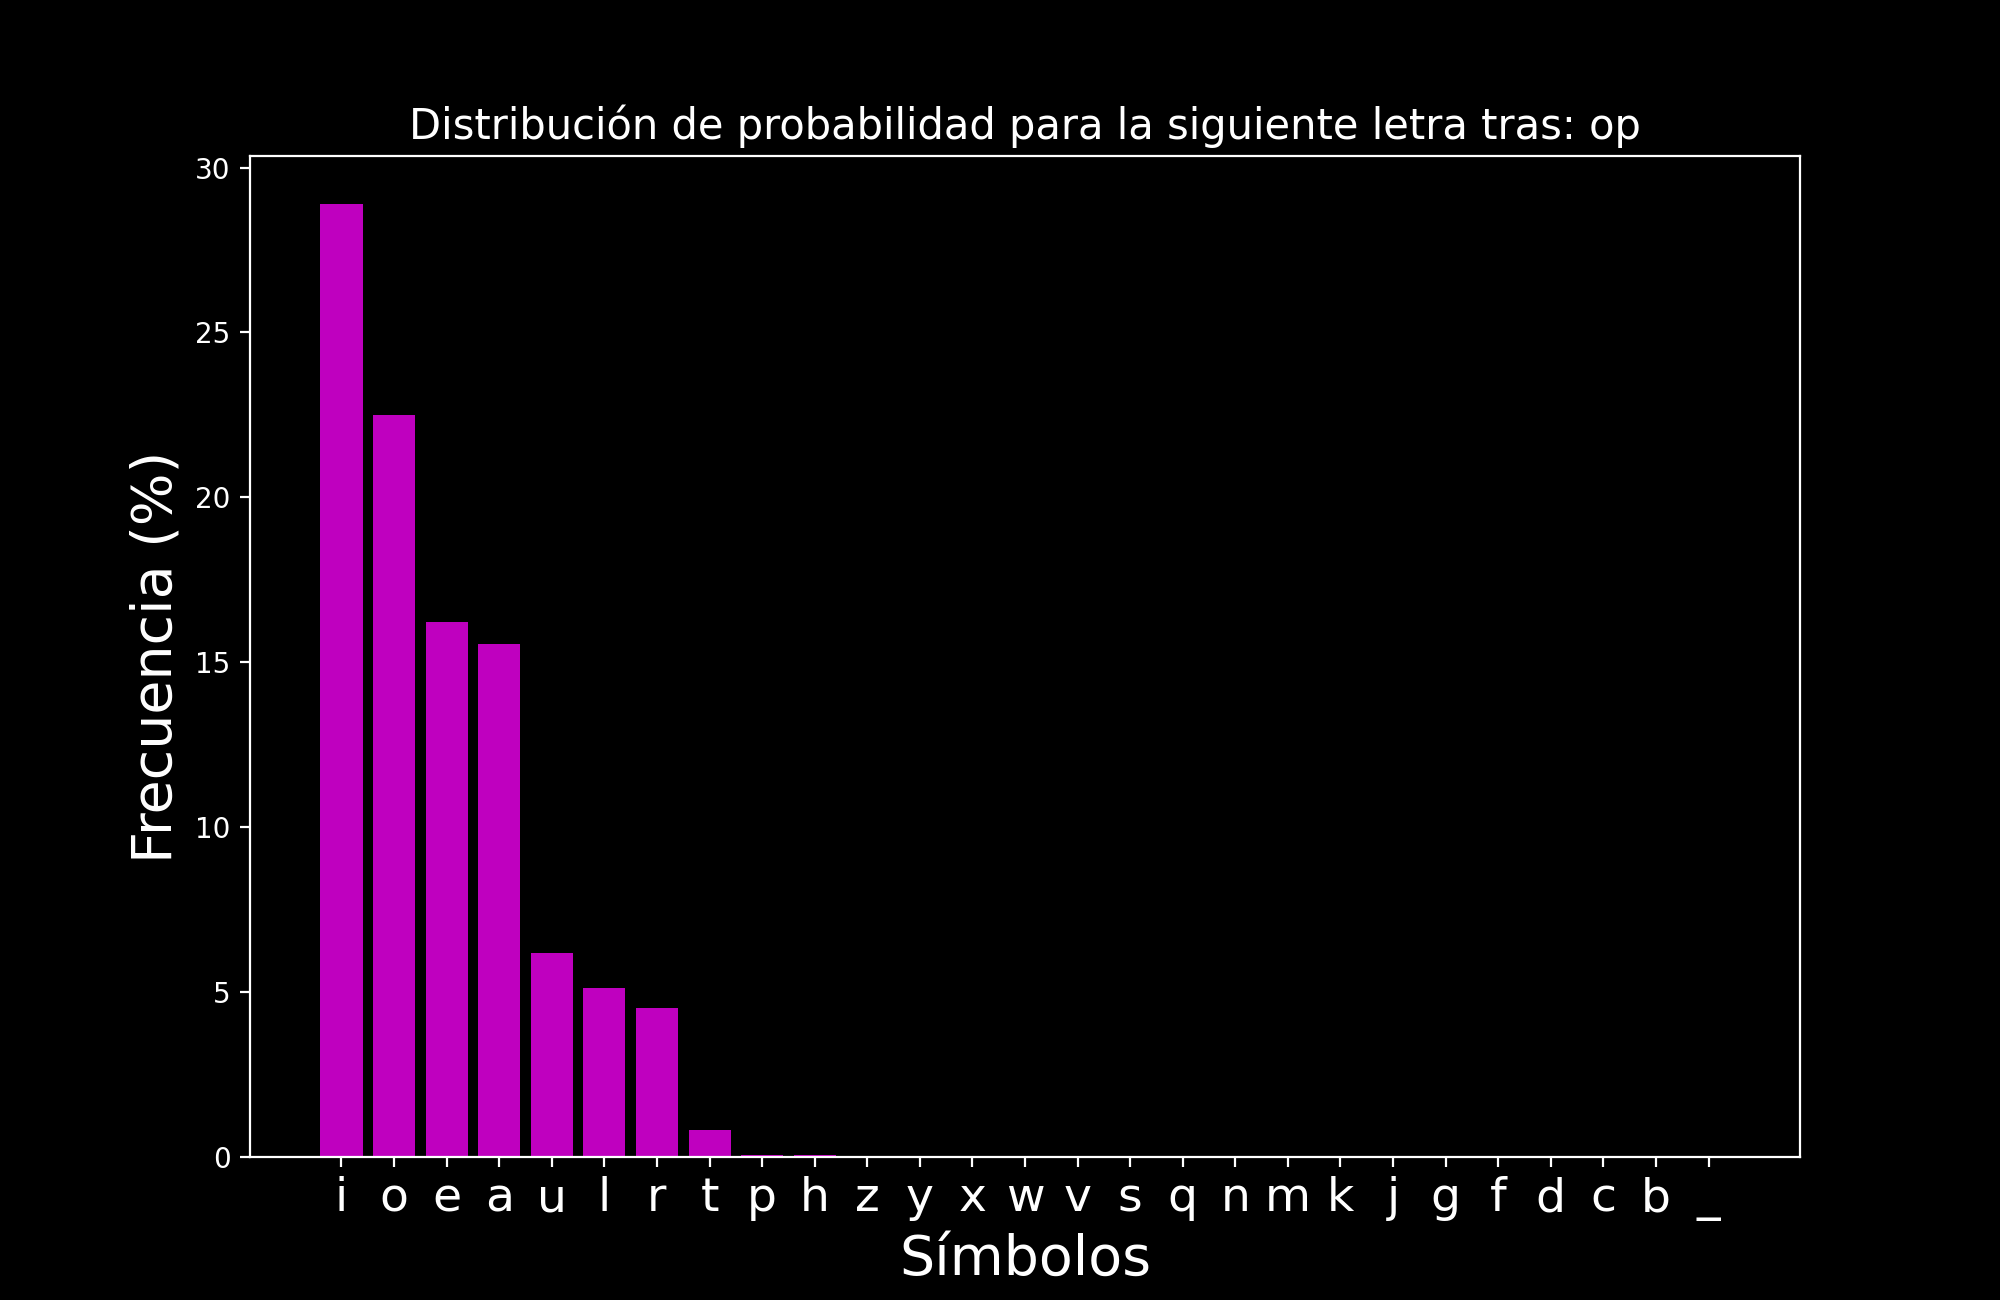 Distribución de probabilidad para la siguiente letra tras: op
30
25
20
15
10
5
0
Frecuencia (%)
i o e a u l r t p h z y x w v s q n m k j g f d c b _
Símbolos